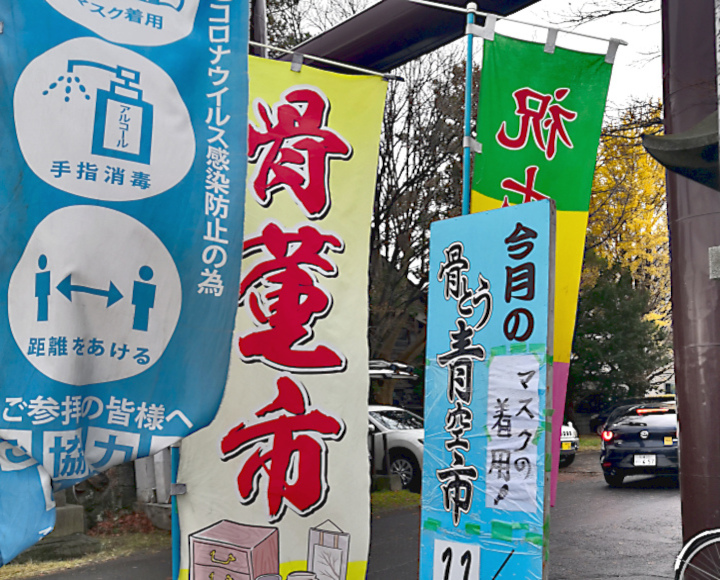 マスク着用
アルコール
手指消毒
距離をあける
コロナウイルス感染防止の為
ご参拝の皆様へ
協力
骨董市
祝
今月の
骨とう青空市
マスクの
着用!
11/